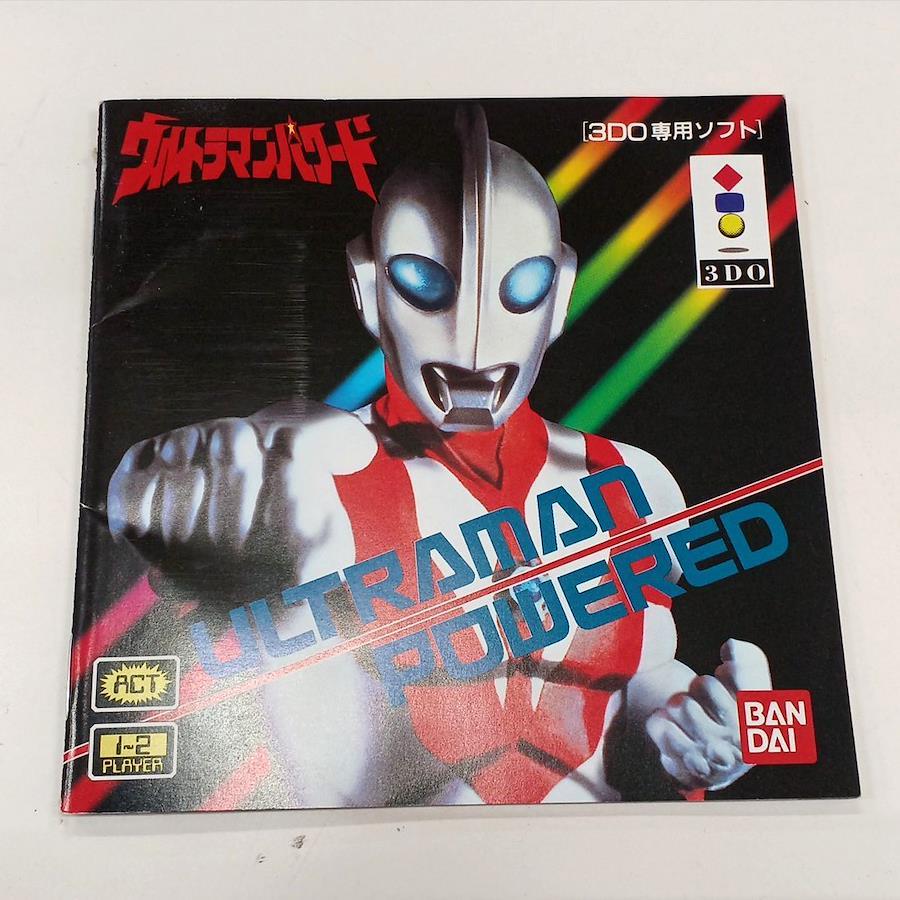 ウルトラマンパワード
[3DO専用ソフト]
3DO
ULTRAMAN
POWERED
ACT
1~2
PLAYER
BAN
DAI